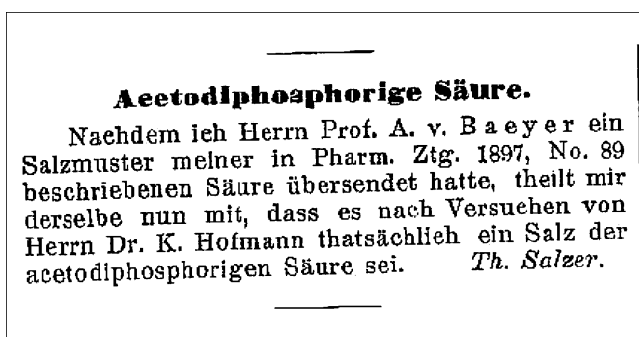 Acetodiphosphorige Säure.
Nachdem ich Herrn Prof. A. v. Baeyer ein
Salzmuster meiner in Pharm. Ztg. 1897, No. 89
beschriebenen Säure übersendet hatte, theilt mir
derselbe nun mit, dass es nach Versuchen von
Herrn Dr. K. Hofmann thatsächlich ein Salz der
acetodiphosphorigen Säure sei. Th. Salzer.